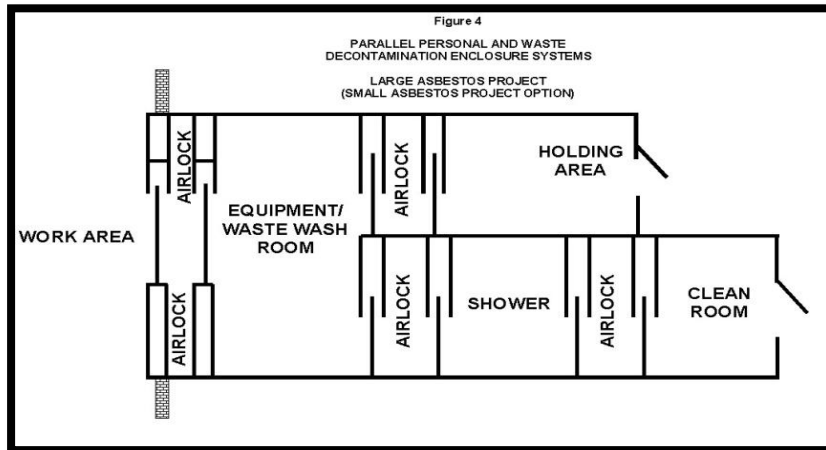 Figure 4
PARALLEL PERSONAL AND WASTE
DECONTAMINATION ENCLOSURE SYSTEMS
LARGE ASBESTOS PROJECT
(SMALL ASBESTOS PROJECT OPTION)
AIRLOCK
AIRLOCK
HOLDING
AREA
WORK AREA
EQUIPMENT/
WASTE WASH
ROOM
AIRLOCK
AIRLOCK
SHOWER
AIRLOCK
CLEAN
ROOM